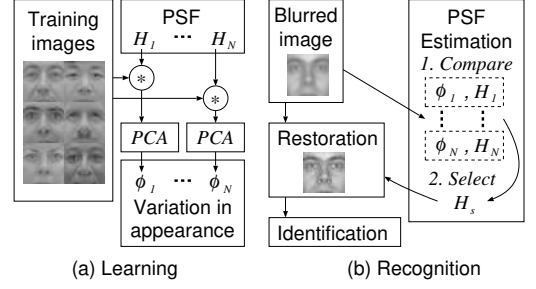 Training
images
PSF
H1 ... HN
*
*
PCA
PCA
ϕ1 ... ϕN
Variation in
appearance
(a) Learning
Blurred
image
Restoration
Identification
PSF
Estimation
1. Compare
ϕ1 , H1
ϕN , HN
2. Select
Hs
(b) Recognition